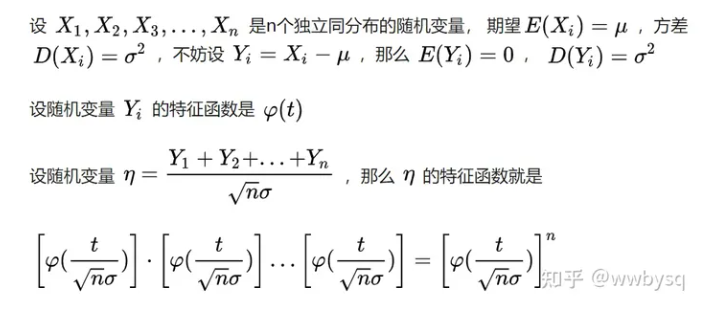 设 $X_1, X_2, X_3, \ldots, X_n$ 是n个独立同分布的随机变量，期望 $E(X_i) = \mu$，方差
$D(X_i) = \sigma^2$，不妨设 $Y_i = X_i - \mu$，那么 $E(Y_i) = 0$，$D(Y_i) = \sigma^2$
设随机变量 $Y_i$ 的特征函数是 $\varphi(t)$
设随机变量 $\eta = \dfrac{Y_1 + Y_2 + \ldots + Y_n}{\sqrt{n}\sigma}$，那么 $\eta$ 的特征函数就是
$\left[\varphi(\dfrac{t}{\sqrt{n}\sigma})\right] \cdot \left[\varphi(\dfrac{t}{\sqrt{n}\sigma})\right] \ldots \left[\varphi(\dfrac{t}{\sqrt{n}\sigma})\right] = \left[\varphi(\dfrac{t}{\sqrt{n}\sigma})\right]^n$
知乎 @wwbysq